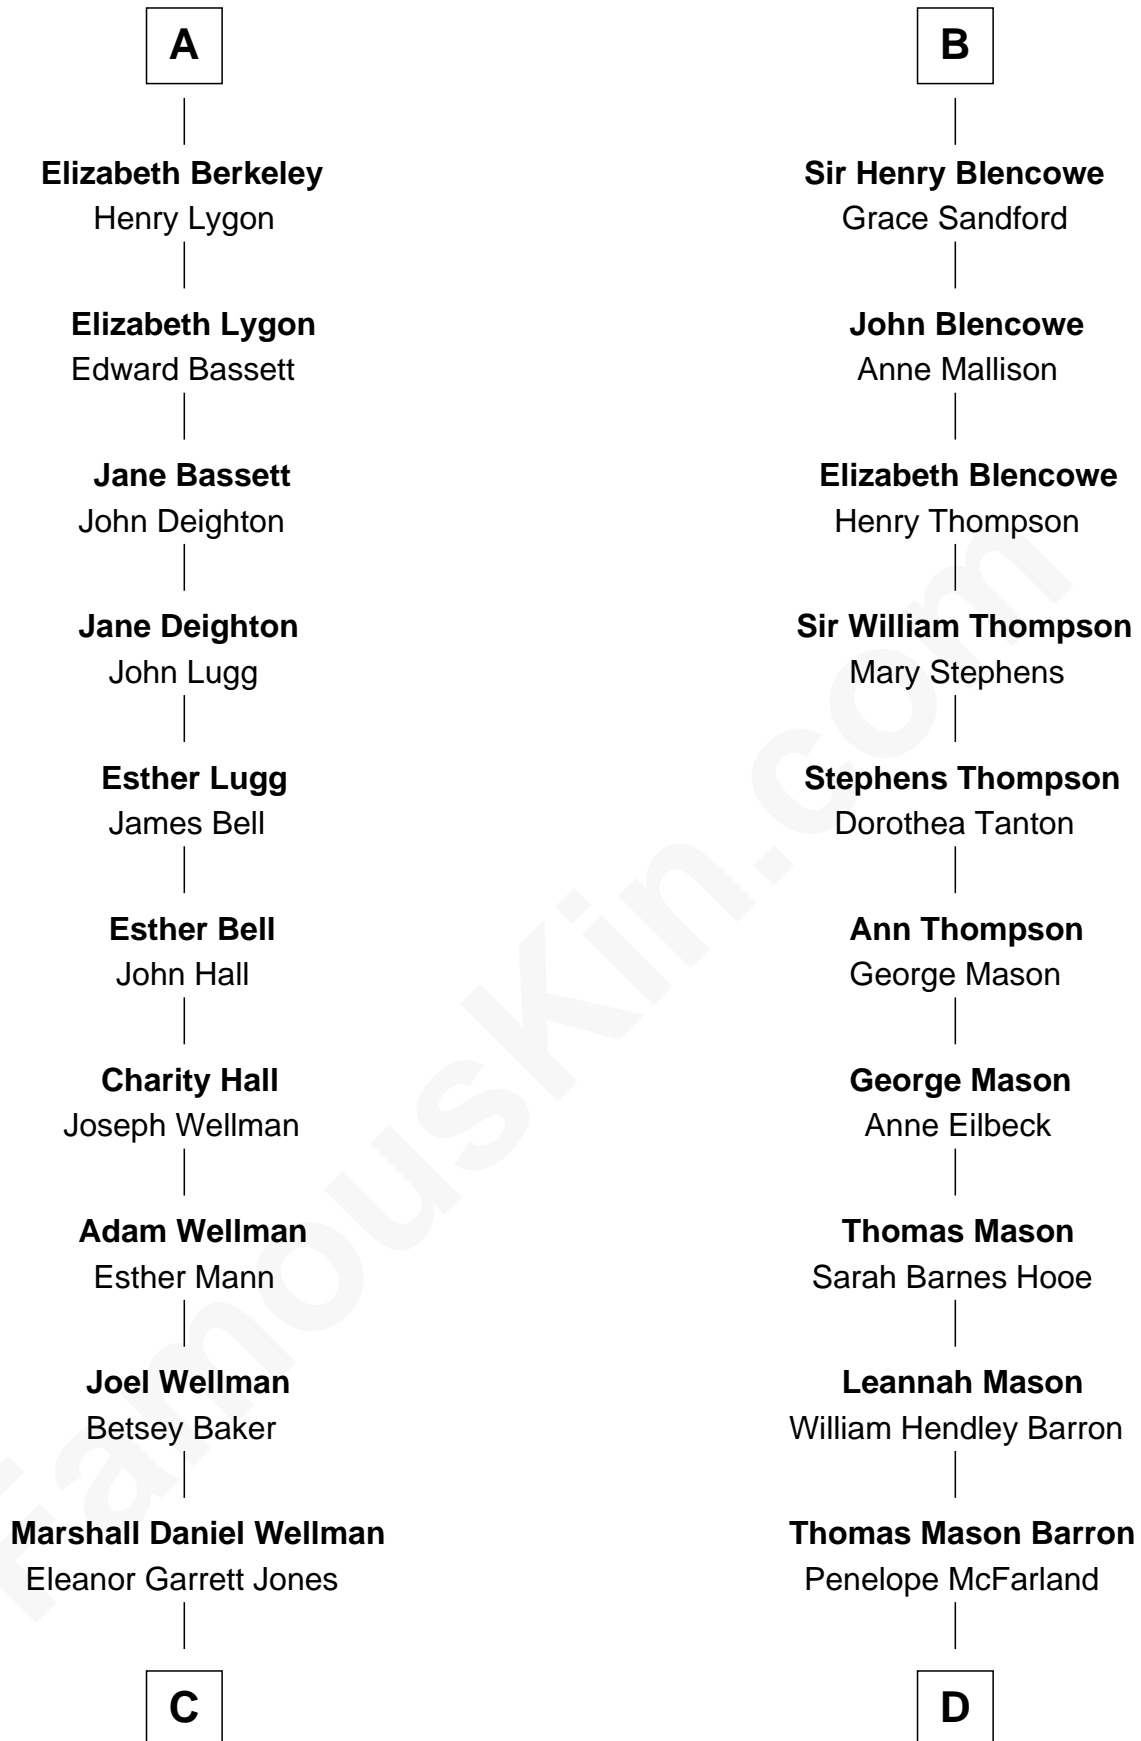 A
Elizabeth Berkeley
Henry Lygon
Elizabeth Lygon
Edward Bassett
Jane Bassett
John Deighton
Jane Deighton
John Lugg
Esther Lugg
James Bell
Esther Bell
John Hall
Charity Hall
Joseph Wellman
Adam Wellman
Esther Mann
Joel Wellman
Betsey Baker
Marshall Daniel Wellman
Eleanor Garrett Jones
C
B
Sir Henry Blencowe
Grace Sandford
John Blencowe
Anne Mallison
Elizabeth Blencowe
Henry Thompson
Sir William Thompson
Mary Stephens
Stephens Thompson
Dorothea Tanton
Ann Thompson
George Mason
George Mason
Anne Eilbeck
Thomas Mason
Sarah Barnes Hooe
Leannah Mason
William Hendley Barron
Thomas Mason Barron
Penelope McFarland
D
FamousKin.com